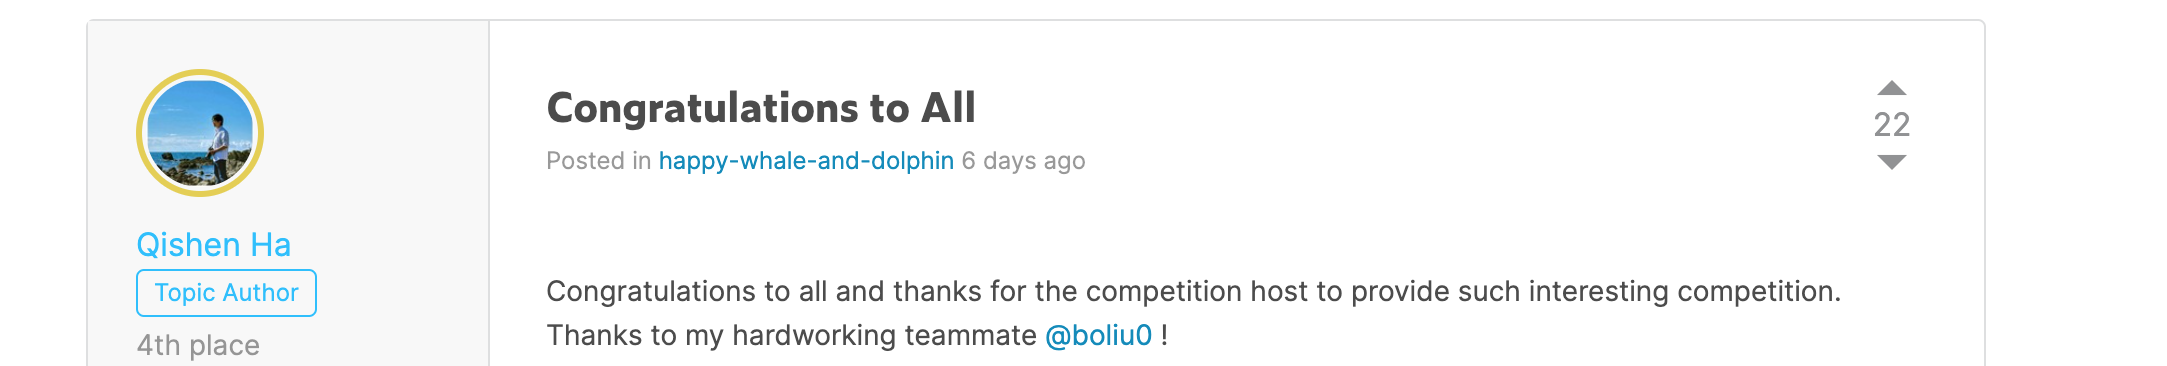 Qishen Ha
Topic Author
4th place
Congratulations to All
Posted in happy-whale-and-dolphin 6 days ago
22
Congratulations to all and thanks for the competition host to provide such interesting competition.
Thanks to my hardworking teammate @boliu0 !